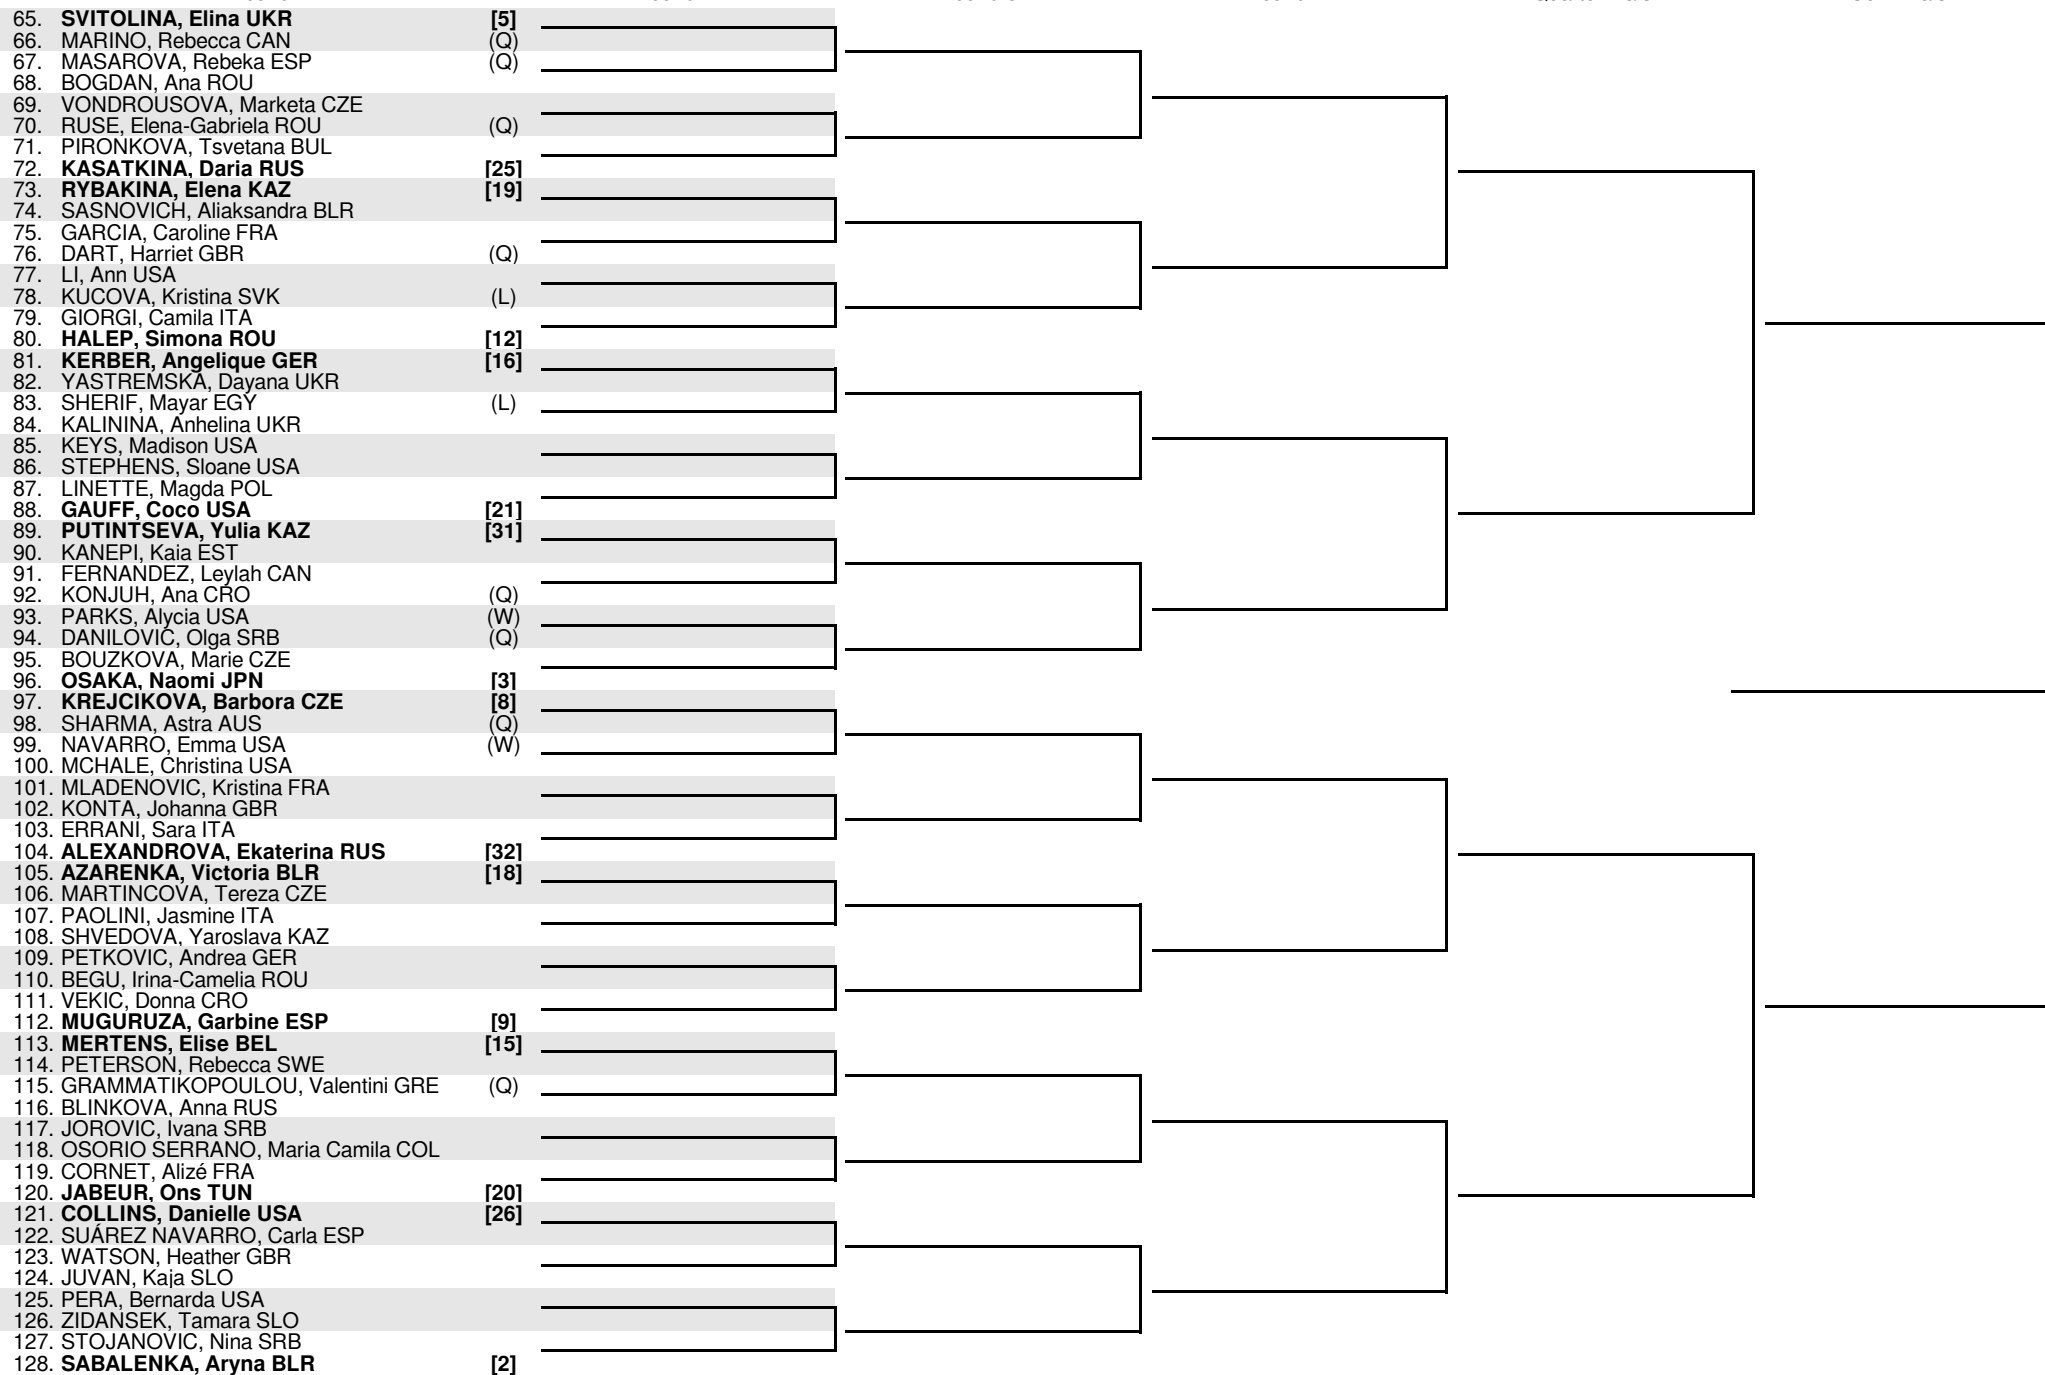 65. SVITOLINA, Elina UKR [5]
66. MARINO, Rebecca CAN (Q)
67. MASAROVA, Rebeka ESP (Q)
68. BOGDAN, Ana ROU
69. VONDROUSOVA, Marketa CZE
70. RUSE, Elena-Gabriela ROU (Q)
71. PIRONKOVA, Tsvetana BUL
72. KASATKINA, Daria RUS [25]
73. RYBAKINA, Elena KAZ [19]
74. SASNOVICH, Aliaksandra BLR
75. GARCIA, Caroline FRA
76. DART, Harriet GBR (Q)
77. LI, Ann USA
78. KUCOVA, Kristina SVK (L)
79. GIORGI, Camila ITA
80. HALEP, Simona ROU [12]
81. KERBER, Angelique GER [16]
82. YASTREMSKA, Dayana UKR
83. SHERIF, Mayar EGY (L)
84. KALININA, Anhelina UKR
85. KEYS, Madison USA
86. STEPHENS, Sloane USA
87. LINETTE, Magda POL
88. GAUFF, Coco USA [21]
89. PUTINTSEVA, Yulia KAZ [31]
90. KANEPI, Kaia EST
91. FERNANDEZ, Leylah CAN
92. KONJUH, Ana CRO (Q)
93. PARKS, Alycia USA (W)
94. DANILOVIC, Olga SRB (Q)
95. BOUZKOVA, Marie CZE
96. OSAKA, Naomi JPN [3]
97. KREJCIKOVA, Barbora CZE [8]
98. SHARMA, Astra AUS (Q)
99. NAVARRO, Emma USA (W)
100. MCHALE, Christina USA
101. MLADENOVIC, Kristina FRA
102. KONTA, Johanna GBR
103. ERRANI, Sara ITA
104. ALEXANDROVA, Ekaterina RUS [32]
105. AZARENKA, Victoria BLR [18]
106. MARTINCOVA, Tereza CZE
107. PAOLINI, Jasmine ITA
108. SHVEDOVA, Yaroslava KAZ
109. PETKOVIC, Andrea GER
110. BEGU, Irina-Camelia ROU
111. VEKIC, Donna CRO
112. MUGURUZA, Garbine ESP [9]
113. MERTENS, Elise BEL [15]
114. PETERSON, Rebecca SWE
115. GRAMMATIKOPOULOU, Valentini GRE (Q)
116. BLINKOVA, Anna RUS
117. JOROVIC, Ivana SRB
118. OSORIO SERRANO, Maria Camila COL
119. CORNET, Alizé FRA
120. JABEUR, Ons TUN [20]
121. COLLINS, Danielle USA [26]
122. SUÁREZ NAVARRO, Carla ESP
123. WATSON, Heather GBR
124. JUVAN, Kaja SLO
125. PERA, Bernarda USA
126. ZIDANSEK, Tamara SLO
127. STOJANOVIC, Nina SRB
128. SABALENKA, Aryna BLR [2]